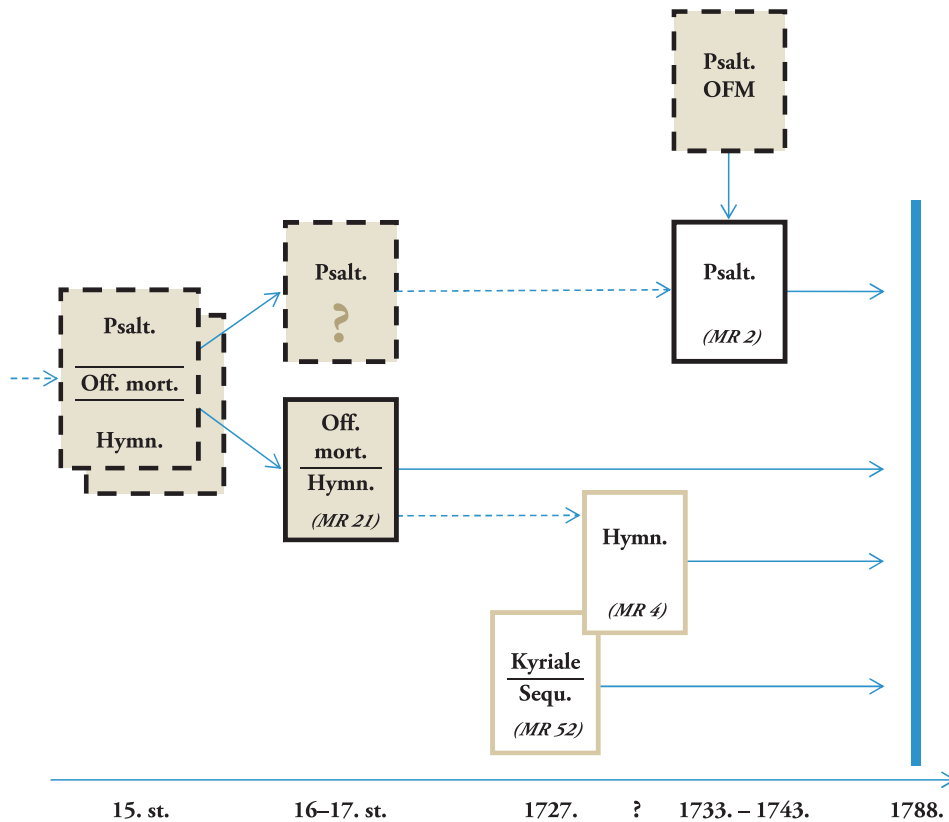 Psalt.
OFM
Psalt.
?
Psalt.
(MR 2)
Psalt.
Off. mort.
Hymn.
Off.
mort.
Hymn.
(MR 21)
Hymn.
(MR 4)
Kyriale
Sequ.
(MR 52)
15. st. 16–17. st. 1727. ? 1733. – 1743. 1788.